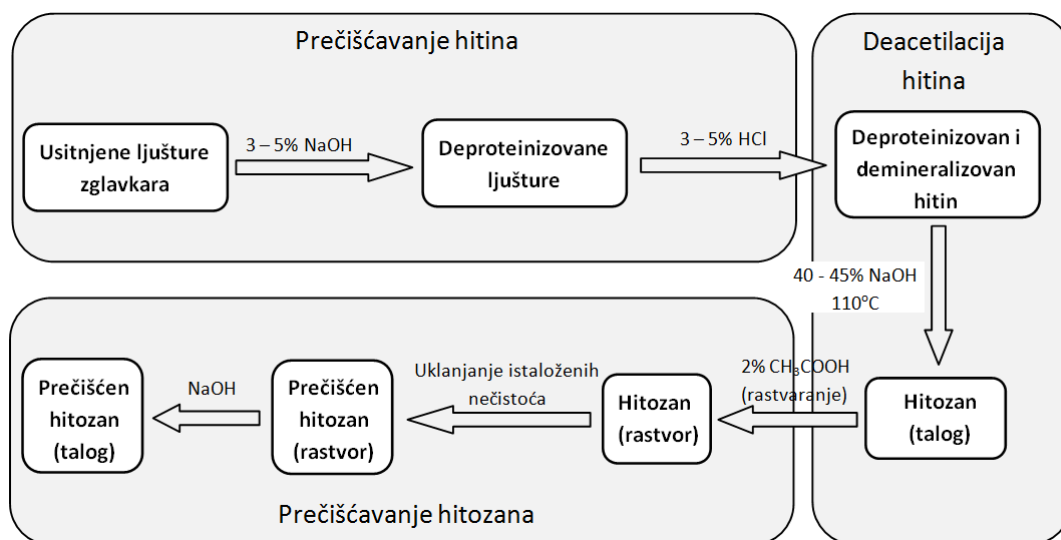 Prečišćavanje hitina
Usitnjene ljušture
zglavkara
3 – 5% NaOH
Deproteinizovane
ljušture
3 – 5% HCl
Deacetilacija
hitina
Deproteinizovan i
demineralizovan
hitin
40 - 45% NaOH
110°C
Hitozan
(talog)
2% CH₃COOH
(rastvaranje)
Hitozan
(rastvor)
Uklanjanje istaloženih
nečistoća
Prečišćen
hitozan
(rastvor)
NaOH
Prečišćen
hitozan
(talog)
Prečišćavanje hitozana